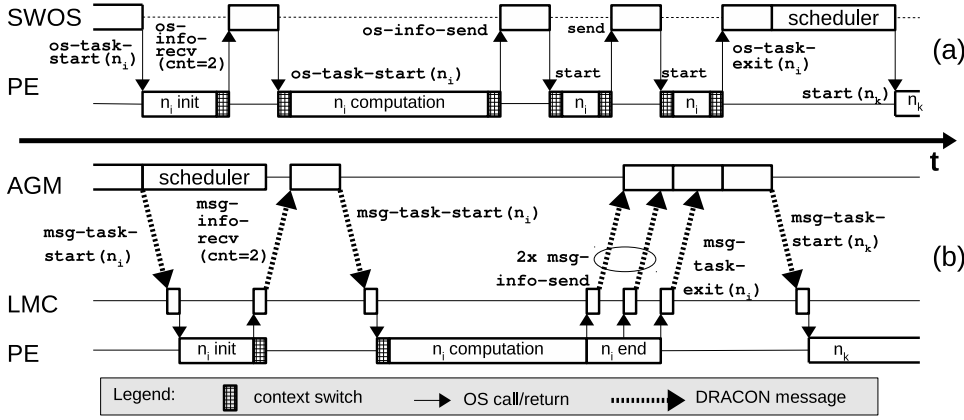 SWOS
scheduler
os-task-
start(ni)
os-
info-
recv
(cnt=2)
os-info-send
send
os-task-
exit(ni)
(a)
os-task-start(ni)
start
start
start(nk)
PE
ni init
ni computation
ni
ni
nk
t
AGM
scheduler
msg-task-
start(ni)
msg-
info-
recv
(cnt=2)
msg-task-start(ni)
2x msg-
info-send
msg-
task-
exit(ni)
msg-task-
start(nk)
(b)
LMC
PE
ni init
ni computation
ni end
nk
Legend:
context switch
OS call/return
DRACON message